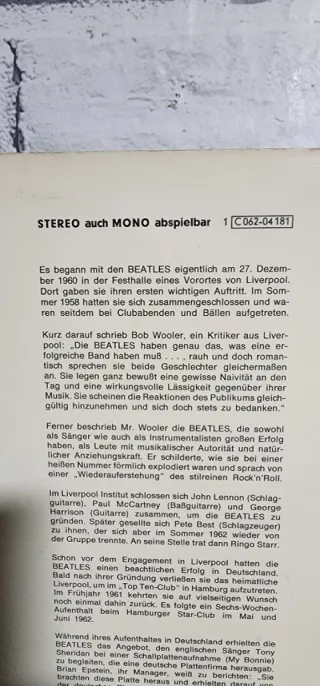 STEREO auch MONO abspielbar 1 C 062-04 181
Es begann mit den BEATLES eigentlich am 27. Dezem-
ber 1960 in der Festhalle eines Vorortes von Liverpool.
Dort gaben sie ihren ersten wichtigen Auftritt. Im Som-
mer 1958 hatten sie sich zusammengeschlossen und wa-
ren seitdem bei Clubabenden und Bällen aufgetreten.
Kurz darauf schrieb Bob Wooler, ein Kritiker aus Liver-
pool: „Die BEATLES haben genau das, was eine er-
folgreiche Band haben muß . . . , rauh und doch roman-
tisch sprechen sie beide Geschlechter gleichermaßen
an. Sie legen ganz bewußt eine gewisse Naivität an den
Tag und eine wirkungsvolle Lässigkeit gegenüber ihrer
Musik. Sie scheinen die Reaktionen des Publikums gleich-
gültig hinzunehmen und sich doch stets zu bedanken."
Ferner beschrieb Mr. Wooler die BEATLES, die sowohl
als Sänger wie auch als Instrumentalisten großen Erfolg
haben, als Leute mit musikalischer Autorität und natür-
licher Anziehungskraft. Er schilderte, wie sie bei einer
heißen Nummer förmlich explodiert waren und sprach von
einer „Wiederauferstehung" des stilreinen Rock'n'Roll.
Im Liverpool Institut schlossen sich John Lennon (Schlag-
guitarre), Paul McCartney (Baßguitarre) und George
Harrison (Guitarre) zusammen, um die BEATLES zu
gründen. Später gesellte sich Pete Best (Schlagzeuger)
zu ihnen, der sich aber im Sommer 1962 wieder von
der Gruppe trennte. An seine Stelle trat dann Ringo Starr.
Schon vor dem Engagement in Liverpool hatten die
BEATLES einen beachtlichen Erfolg in Deutschland.
Bald nach ihrer Gründung verließen sie das heimatliche
Liverpool, um im „Top Ten-Club" in Hamburg aufzutreten.
Im Frühjahr 1961 kehrten sie auf vielseitigen Wunsch
noch einmal dahin zurück. Es folgte ein Sechs-Wochen-
Aufenthalt beim Hamburger Star-Club im Mai und
Juni 1962.
Während ihres Aufenthaltes in Deutschland erhielten die
BEATLES das Angebot, den englischen Sänger Tony
Sheridan bei einer Schallplattenaufnahme (My Bonnie)
zu begleiten, die eine deutsche Plattenfirma herausgab.
Brian Epstein, ihr Manager, weiß zu berichten: „Sie
brachten diese Platte heraus und erhielten darauf von